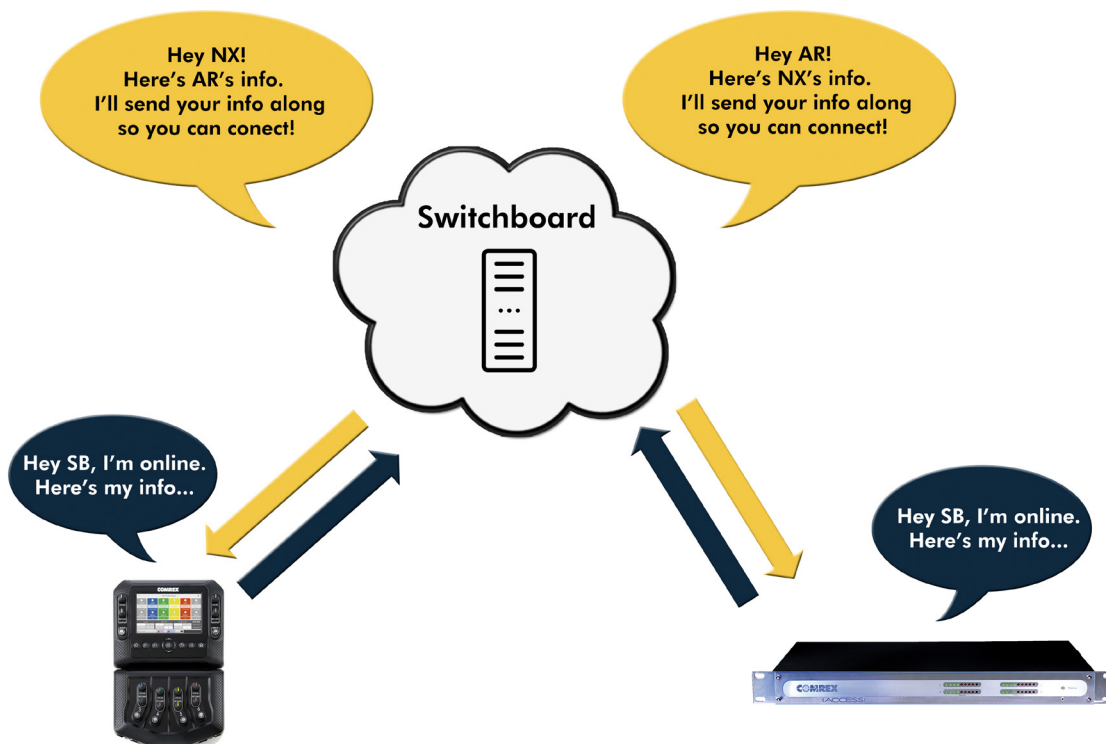 Hey NX!
Here's AR's info.
I'll send your info along
so you can conect!
Hey AR!
Here's NX's info.
I'll send your info along
so you can connect!
Switchboard
Hey SB, I'm online.
Here's my info...
Hey SB, I'm online.
Here's my info...
COMREX
COMREX
ACCESS